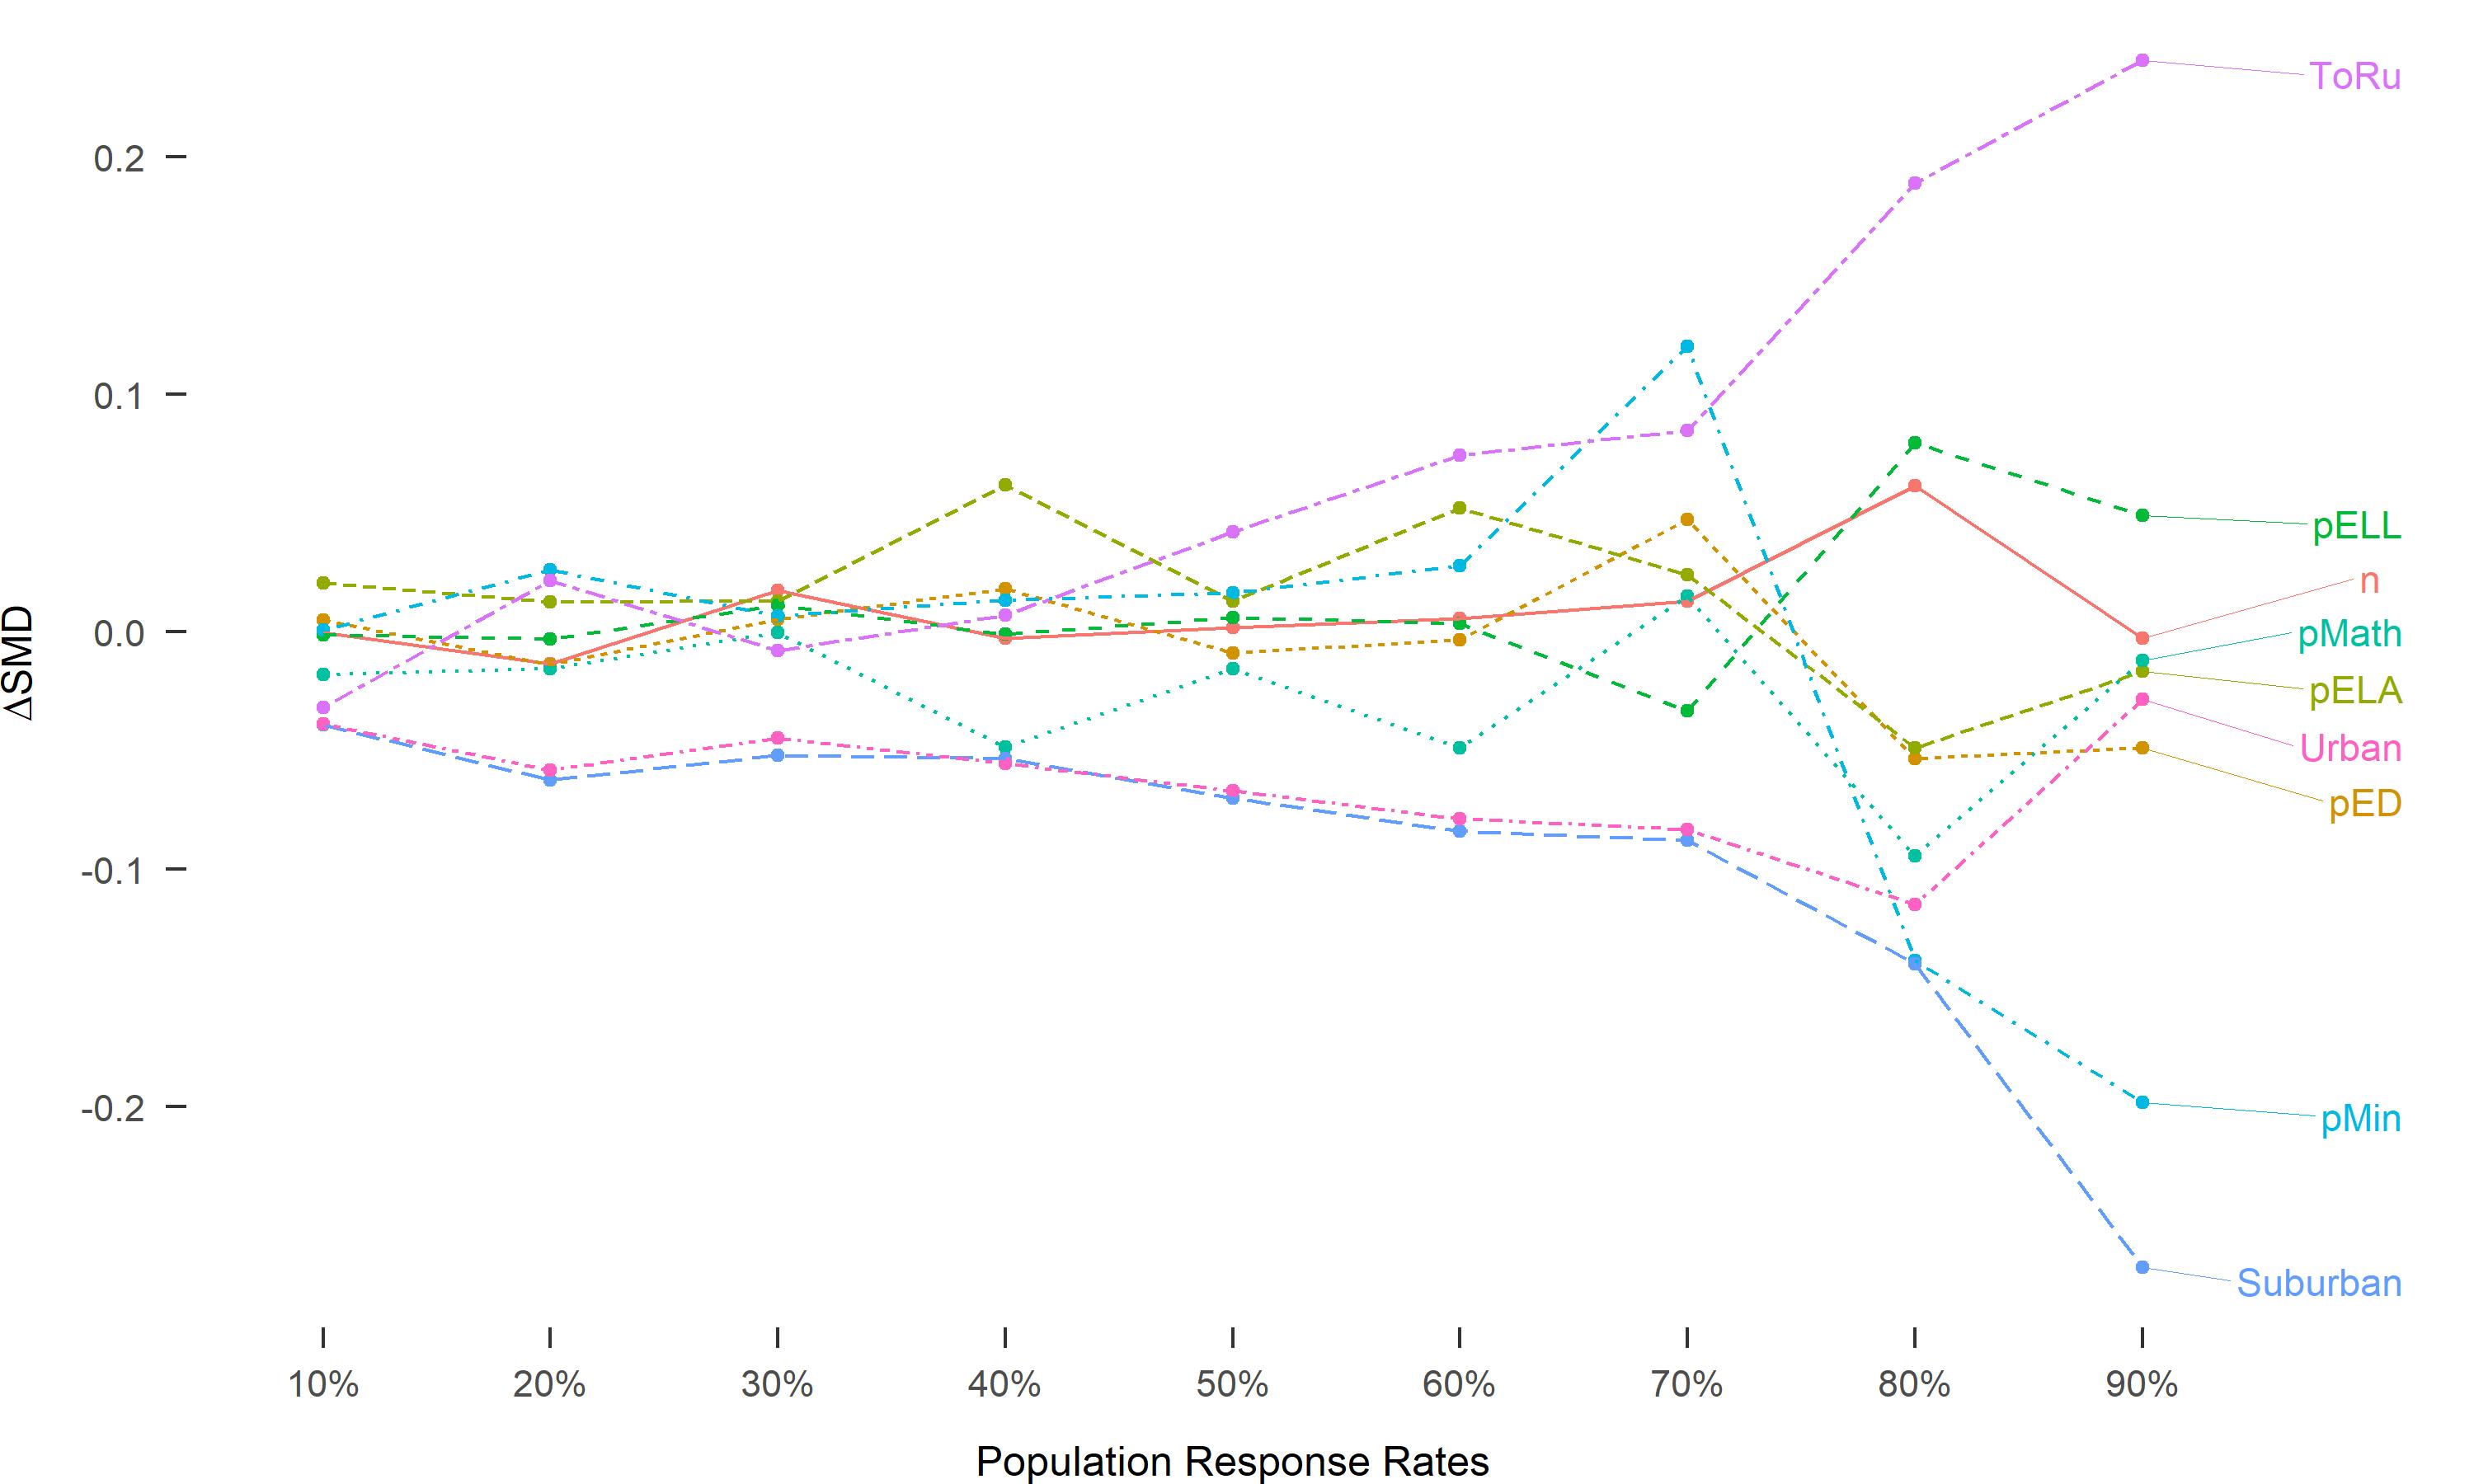 ToRu
0.2
0.1
pELL
n
0.0
pMath
ΔSMD
pELA
Urban
pED
-0.1
-0.2
pMin
Suburban
10% 20% 30% 40% 50% 60% 70% 80% 90%
Population Response Rates